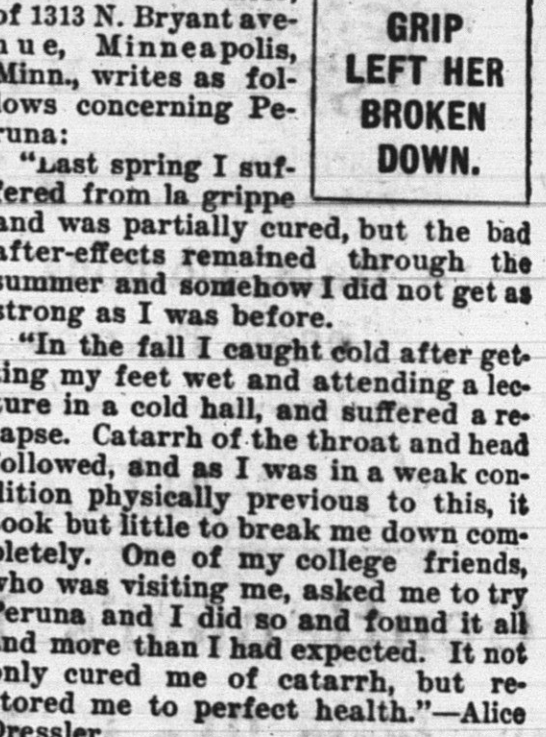 of 1313 N. Bryant ave-
nue, Minneapolis,
Minn., writes as fol-
lows concerning Pe-
runa:
GRIP
LEFT HER
BROKEN
DOWN.
"Last spring I suf-
fered from la grippe
and was partially cured, but the bad
after-effects remained through the
summer and somehow I did not get as
strong as I was before.
"In the fall I caught cold after get-
ting my feet wet and attending a lec-
ture in a cold hall, and suffered a re-
lapse. Catarrh of the throat and head
followed, and as I was in a weak con-
dition physically previous to this, it
took but little to break me down com-
pletely. One of my college friends,
who was visiting me, asked me to try
Peruna and I did so and found it all
and more than I had expected. It not
only cured me of catarrh, but re-
stored me to perfect health."—Alice
Dressler